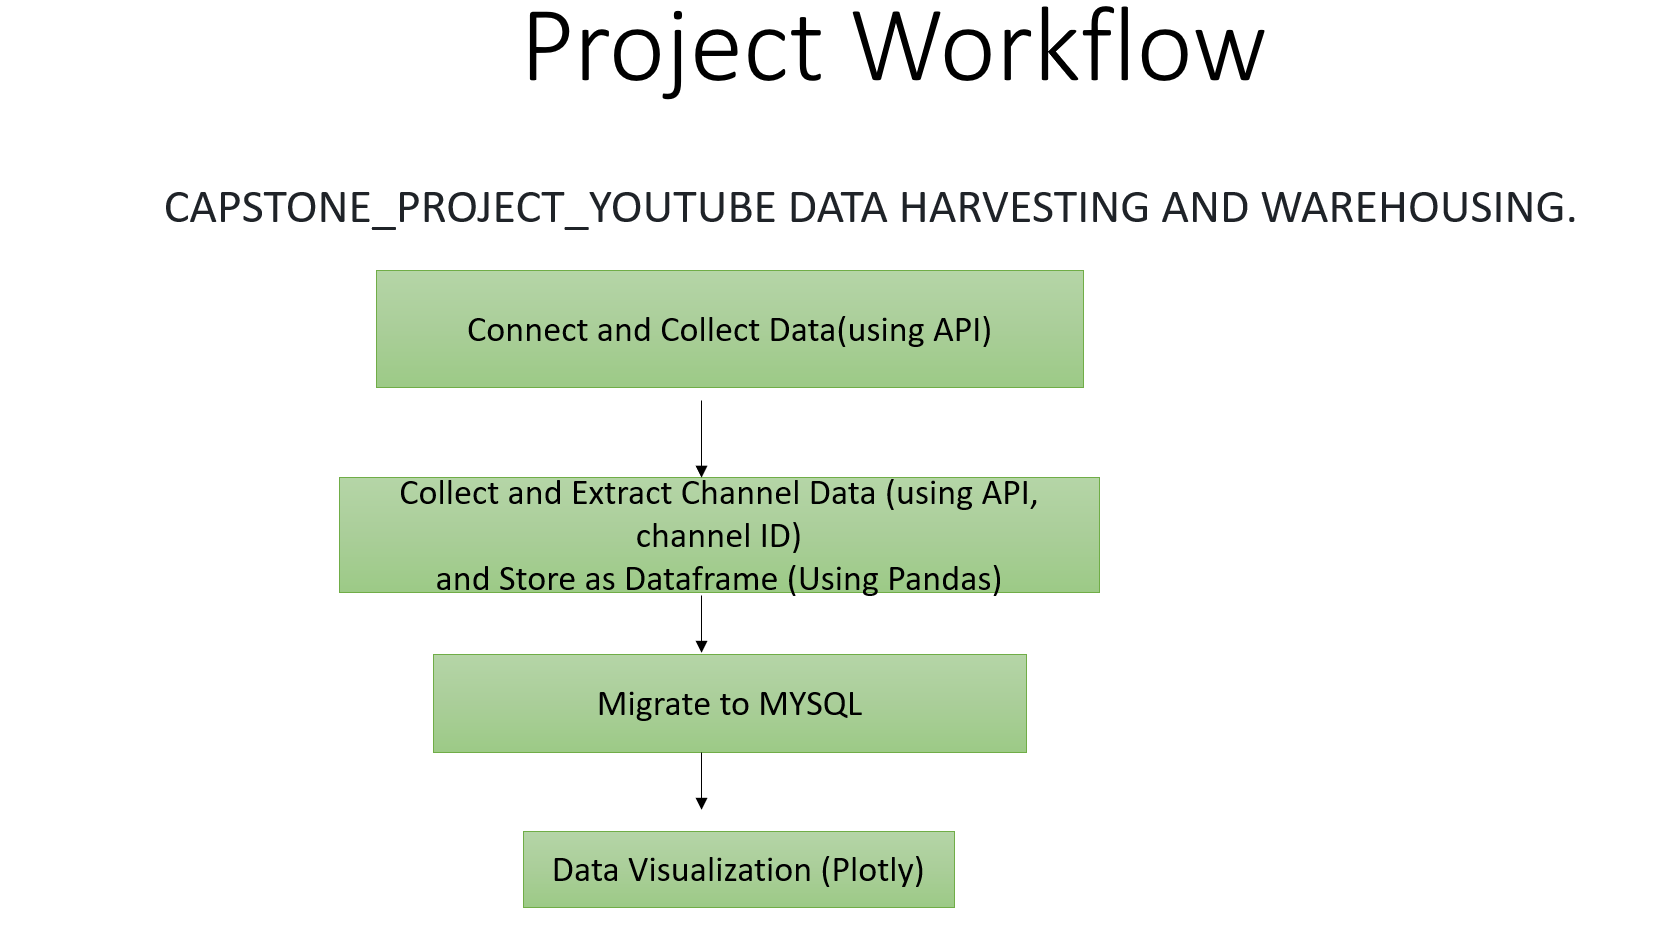 Project Workflow
CAPSTONE_PROJECT_YOUTUBE DATA HARVESTING AND WAREHOUSING.
Connect and Collect Data(using API)
Collect and Extract Channel Data (using API,
channel ID)
and Store as Dataframe (Using Pandas)
Migrate to MYSQL
Data Visualization (Plotly)